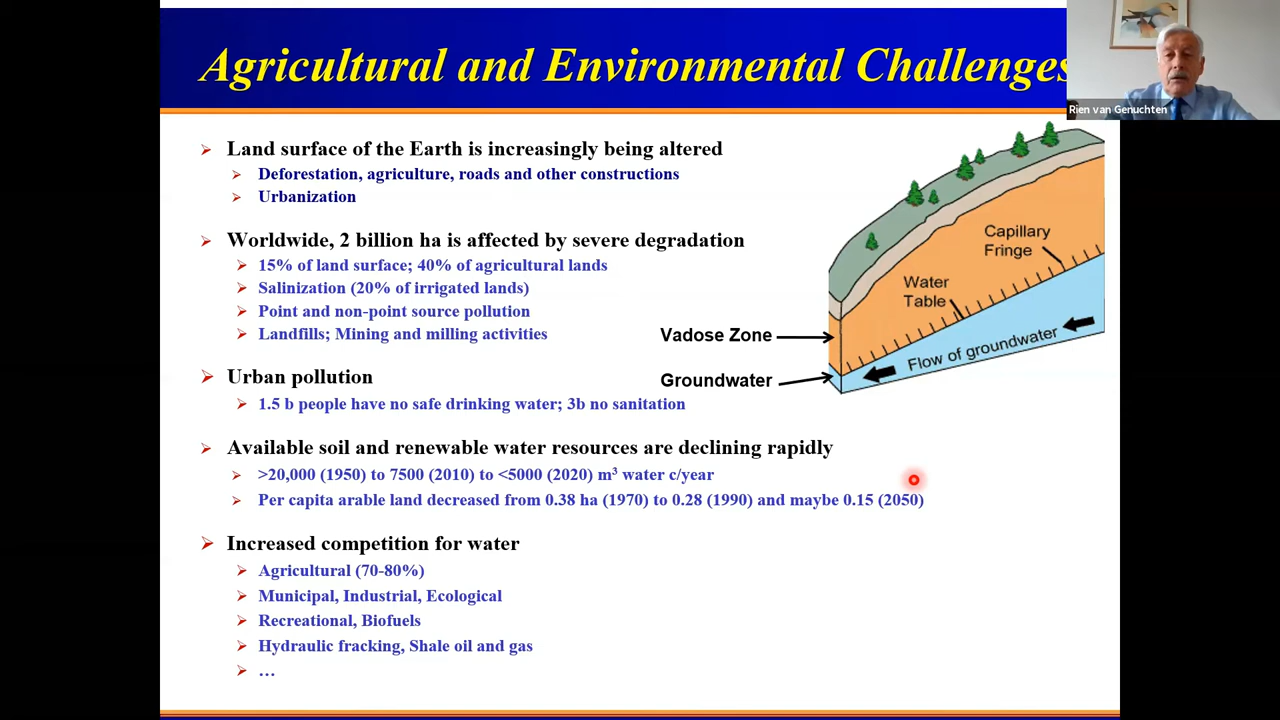 Agricultural and Environmental Challenges
Rien van Genuchten
Land surface of the Earth is increasingly being altered
Deforestation, agriculture, roads and other constructions
Urbanization
Worldwide, 2 billion ha is affected by severe degradation
15% of land surface; 40% of agricultural lands
Salinization (20% of irrigated lands)
Point and non-point source pollution
Landfills; Mining and milling activities
Urban pollution
1.5 b people have no safe drinking water; 3b no sanitation
Available soil and renewable water resources are declining rapidly
>20,000 (1950) to 7500 (2010) to <5000 (2020) m³ water c/year
Per capita arable land decreased from 0.38 ha (1970) to 0.28 (1990) and maybe 0.15 (2050)
Increased competition for water
Agricultural (70-80%)
Municipal, Industrial, Ecological
Recreational, Biofuels
Hydraulic fracking, Shale oil and gas
…
Capillary
Fringe
Water
Table
Vadose Zone
Flow of groundwater
Groundwater